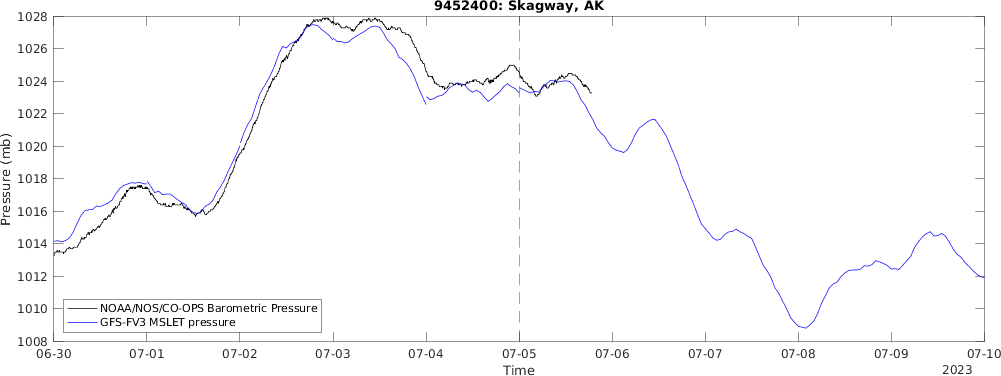 9452400: Skagway, AK
1028
1026
1024
1022
1020
1018
1016
1014
1012
1010
1008
Pressure (mb)
NOAA/NOS/CO-OPS Barometric Pressure
GFS-FV3 MSLET pressure
06-30 07-01 07-02 07-03 07-04 07-05 07-06 07-07 07-08 07-09 07-10
Time
2023